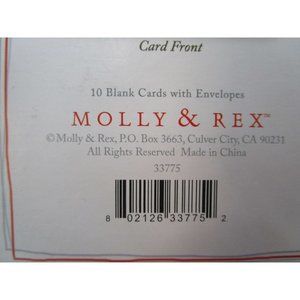 Card Front
10 Blank Cards with Envelopes
MOLLY & REX™
©Molly & Rex, P.O. Box 3663, Culver City, CA 90231
All Rights Reserved Made in China
33775
8 02126 33775 2